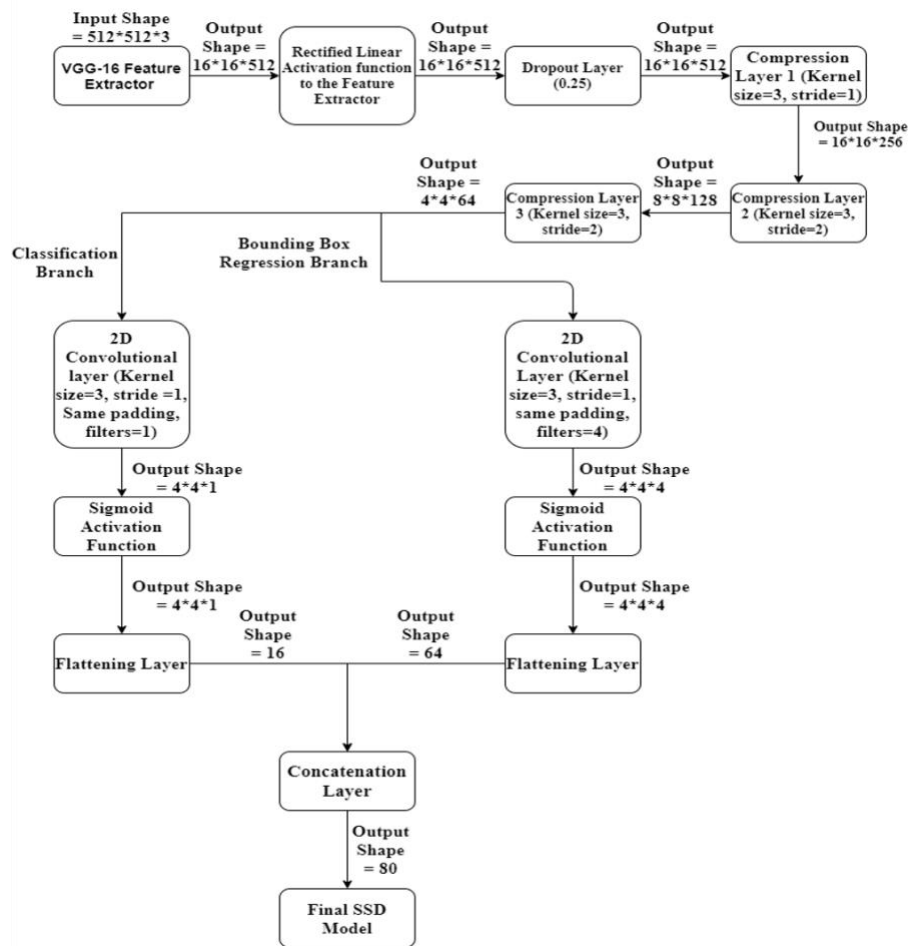 Input Shape
= 512*512*3
VGG-16 Feature
Extractor
Output
Shape =
16*16*512
Rectified Linear
Activation function
to the Feature
Extractor
Output
Shape =
16*16*512
Dropout Layer
(0.25)
Output
Shape =
16*16*512
Compression
Layer 1 (Kernel
size=3, stride=1)
Output Shape
= 16*16*256
Compression Layer
2 (Kernel size=3,
stride=2)
Output
Shape =
8*8*128
Compression Layer
3 (Kernel size=3,
stride=2)
Output
Shape =
4*4*64
Classification
Branch
Bounding Box
Regression Branch
2D
Convolutional
layer (Kernel
size=3, stride =1,
Same padding,
filters=1)
Output Shape
= 4*4*1
Sigmoid
Activation
Function
Output Shape
= 4*4*1
Flattening Layer
Output
Shape
= 16
2D
Convolutional
Layer (Kernel
size=3, stride=1,
same padding,
filters=4)
Output Shape
= 4*4*4
Sigmoid
Activation
Function
Output Shape
= 4*4*4
Flattening Layer
Output
Shape
= 64
Concatenation
Layer
Output
Shape
= 80
Final SSD
Model